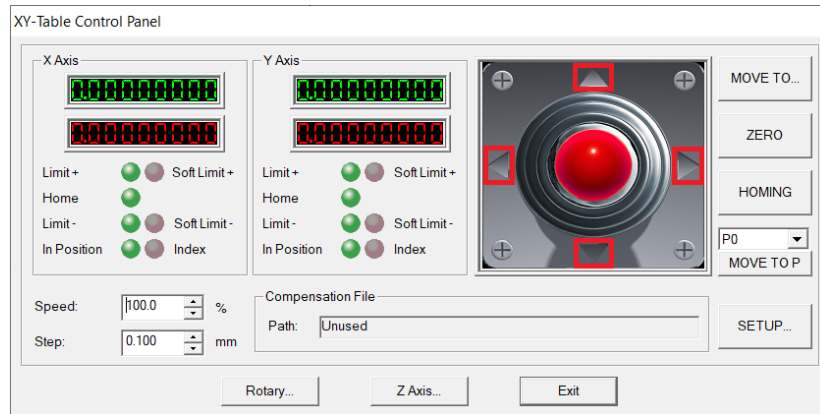 XY-Table Control Panel
X Axis
0.00000000
0.00000000
Limit + Soft Limit +
Home
Limit - Soft Limit -
In Position Index
Y Axis
0.00000000
0.00000000
Limit + Soft Limit +
Home
Limit - Soft Limit -
In Position Index
MOVE TO...
ZERO
HOMING
P0
MOVE TO P
SETUP...
Speed: 100.0 %
Step: 0.100 mm
Compensation File
Path: Unused
Rotary... Z Axis... Exit